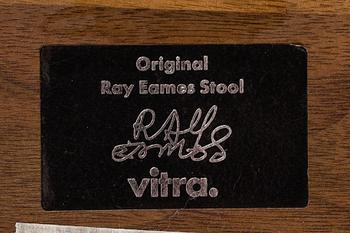 Original
Ray Eames Stool
RAY
EAMES
vitra.